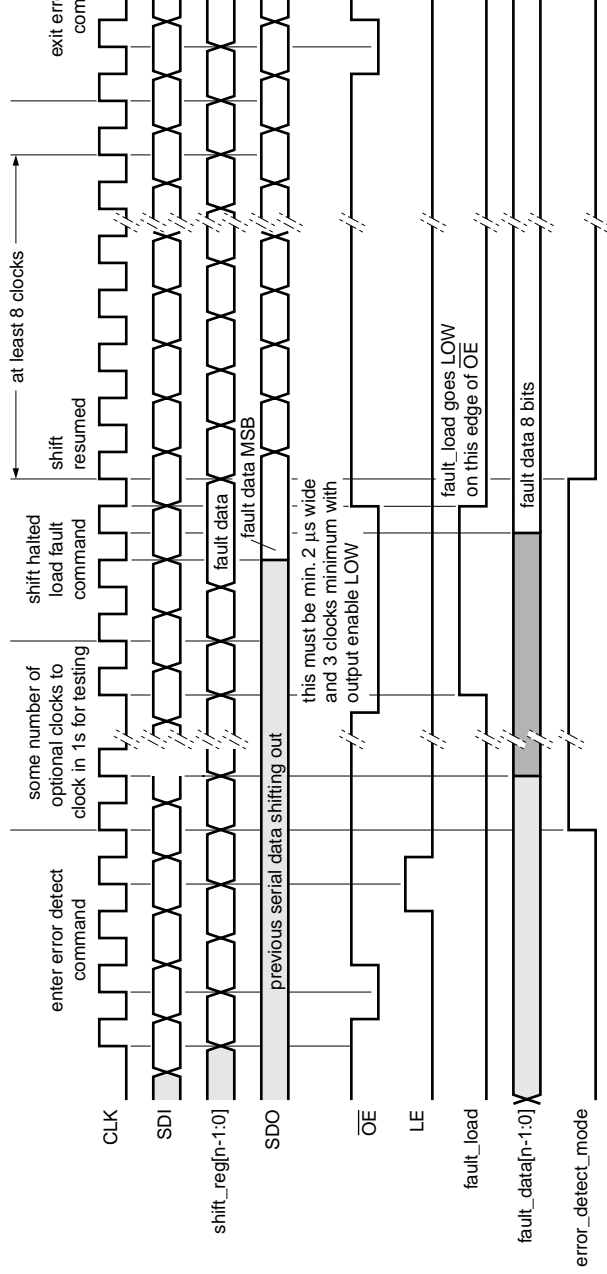 enter error detect
command
some number of
optional clocks to
clock in 1s for testing
shift halted
load fault
command
shift
resumed
at least 8 clocks
exit err
com
CLK
SDI
shift_reg[n-1:0]
fault data
fault data MSB
SDO
previous serial data shifting out
this must be min. 2 μs wide
and 3 clocks minimum with
output enable LOW
OE
LE
fault_load
fault_load goes LOW
on this edge of OE
fault_data[n-1:0]
fault data 8 bits
error_detect_mode